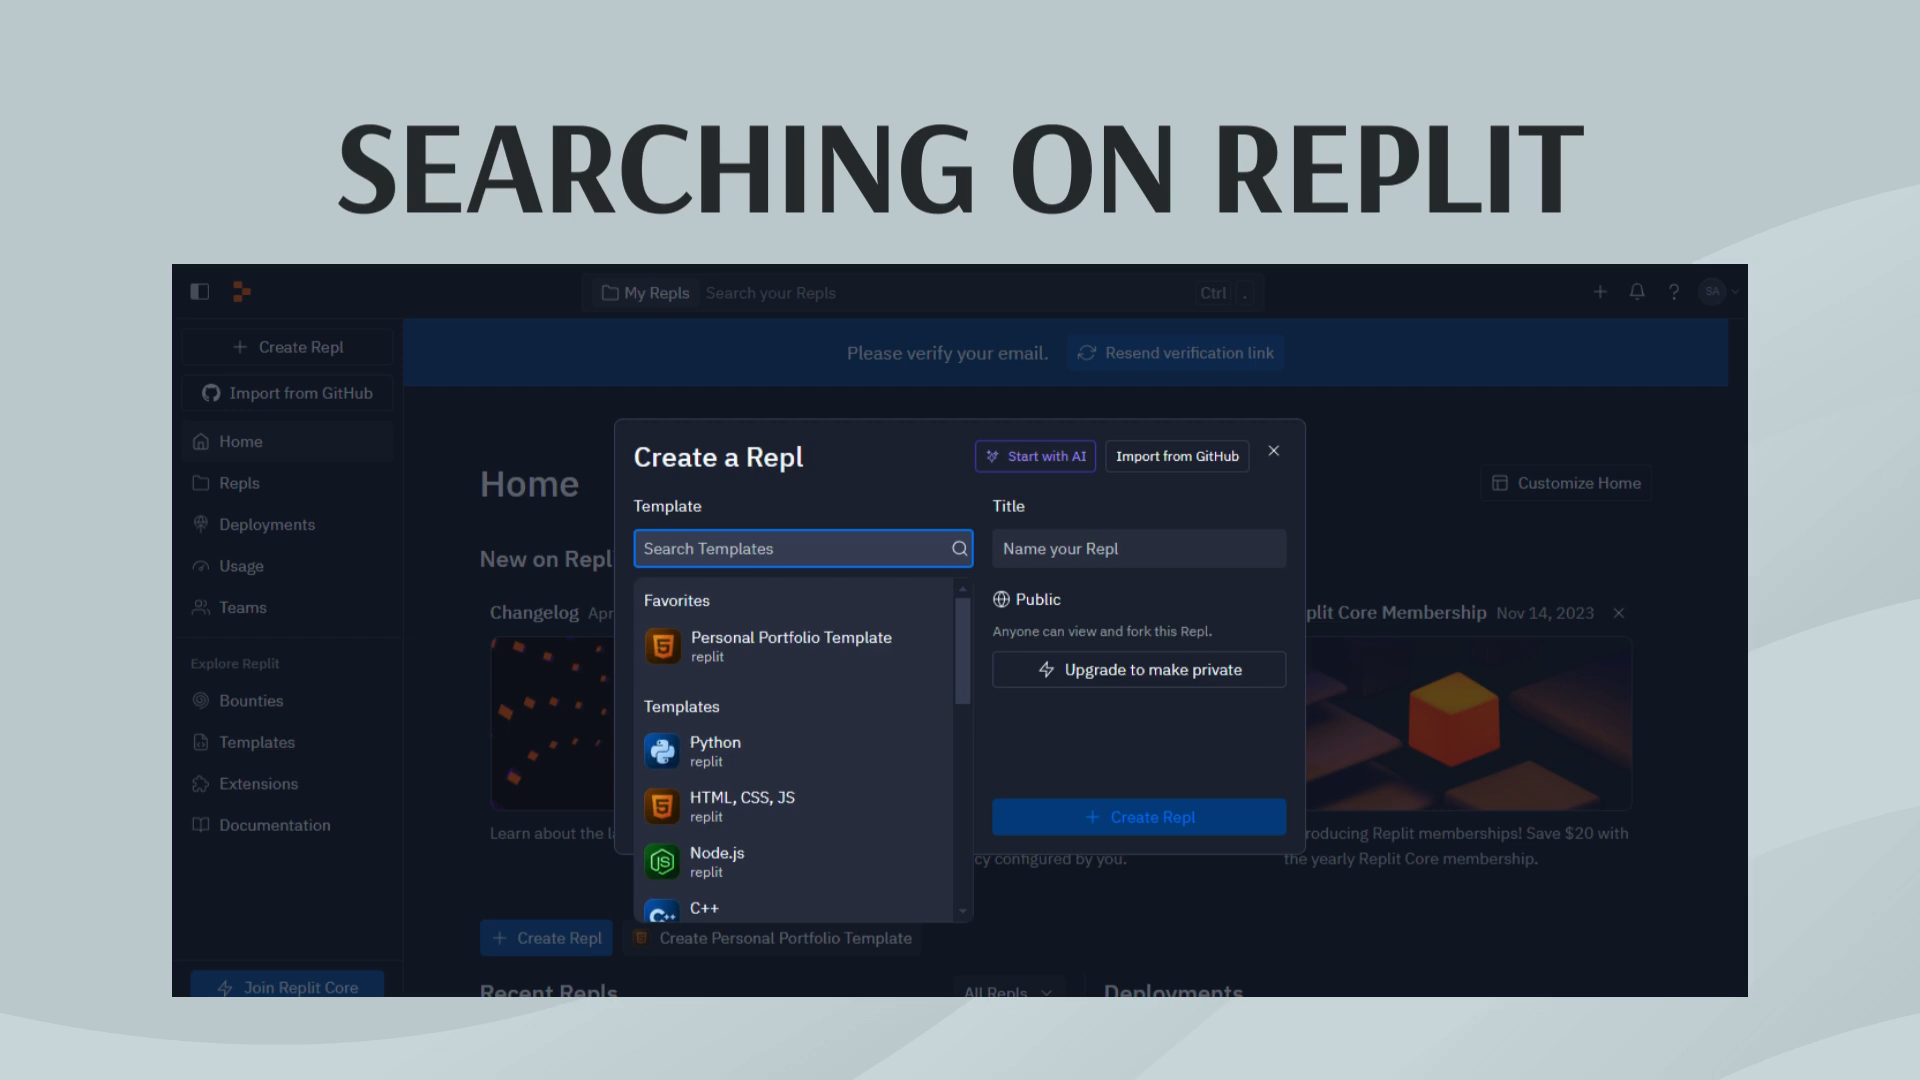 SEARCHING ON REPLIT
My Repls Search your Repls Ctrl .
SA
Create Repl
Import from GitHub
Home
Repls
Deployments
Usage
Teams
Explore Replit
Bounties
Templates
Extensions
Documentation
Join Replit Core
Please verify your email. Resend verification link
Home
Customize Home
New on Repl
Changelog Apr
Learn about the l
Create a Repl
Start with AI
Import from GitHub
Template
Search Templates
Favorites
Personal Portfolio Template
replit
Templates
Python
replit
HTML, CSS, JS
replit
Node.js
replit
C++
Title
Name your Repl
Public
Anyone can view and fork this Repl.
Upgrade to make private
Create Repl
cy configured by you.
plit Core Membership Nov 14, 2023
roducing Replit memberships! Save $20 with
the yearly Replit Core membership.
Create Repl
Create Personal Portfolio Template
Recent Repls
All Repls
Deployments